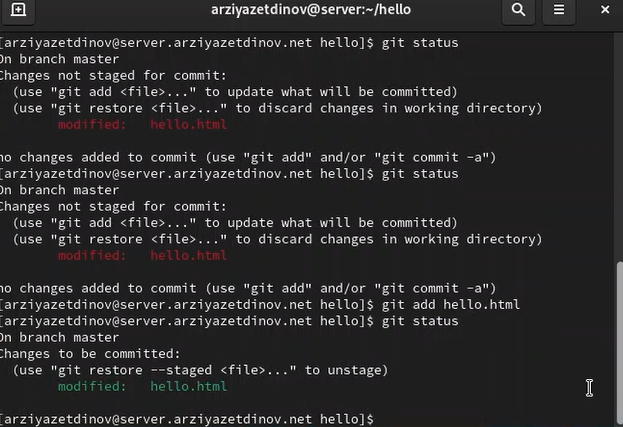 arziyazetdinov@server:~/hello
[arziyazetdinov@server.arziyazetdinov.net hello]$ git status
On branch master
Changes not staged for commit:
(use "git add <file>..." to update what will be committed)
(use "git restore <file>..." to discard changes in working directory)
modified: hello.html
no changes added to commit (use "git add" and/or "git commit -a")
[arziyazetdinov@server.arziyazetdinov.net hello]$ git status
On branch master
Changes not staged for commit:
(use "git add <file>..." to update what will be committed)
(use "git restore <file>..." to discard changes in working directory)
modified: hello.html
no changes added to commit (use "git add" and/or "git commit -a")
[arziyazetdinov@server.arziyazetdinov.net hello]$ git add hello.html
[arziyazetdinov@server.arziyazetdinov.net hello]$ git status
On branch master
Changes to be committed:
(use "git restore --staged <file>..." to unstage)
modified: hello.html
[arziyazetdinov@server.arziyazetdinov.net hello]$